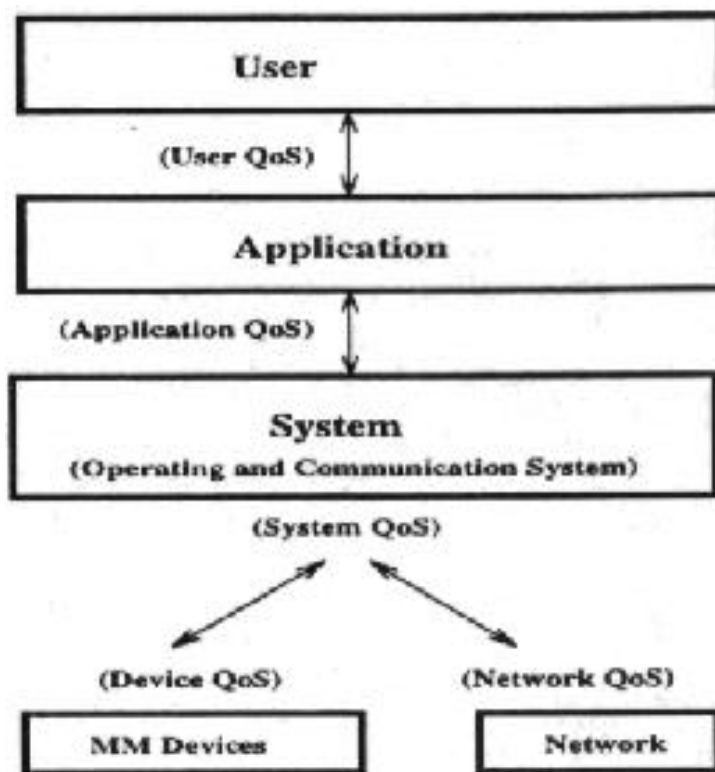 User
(User QoS)
Application
(Application QoS)
System
(Operating and Communication System)
(System QoS)
(Device QoS) (Network QoS)
MM Devices Network